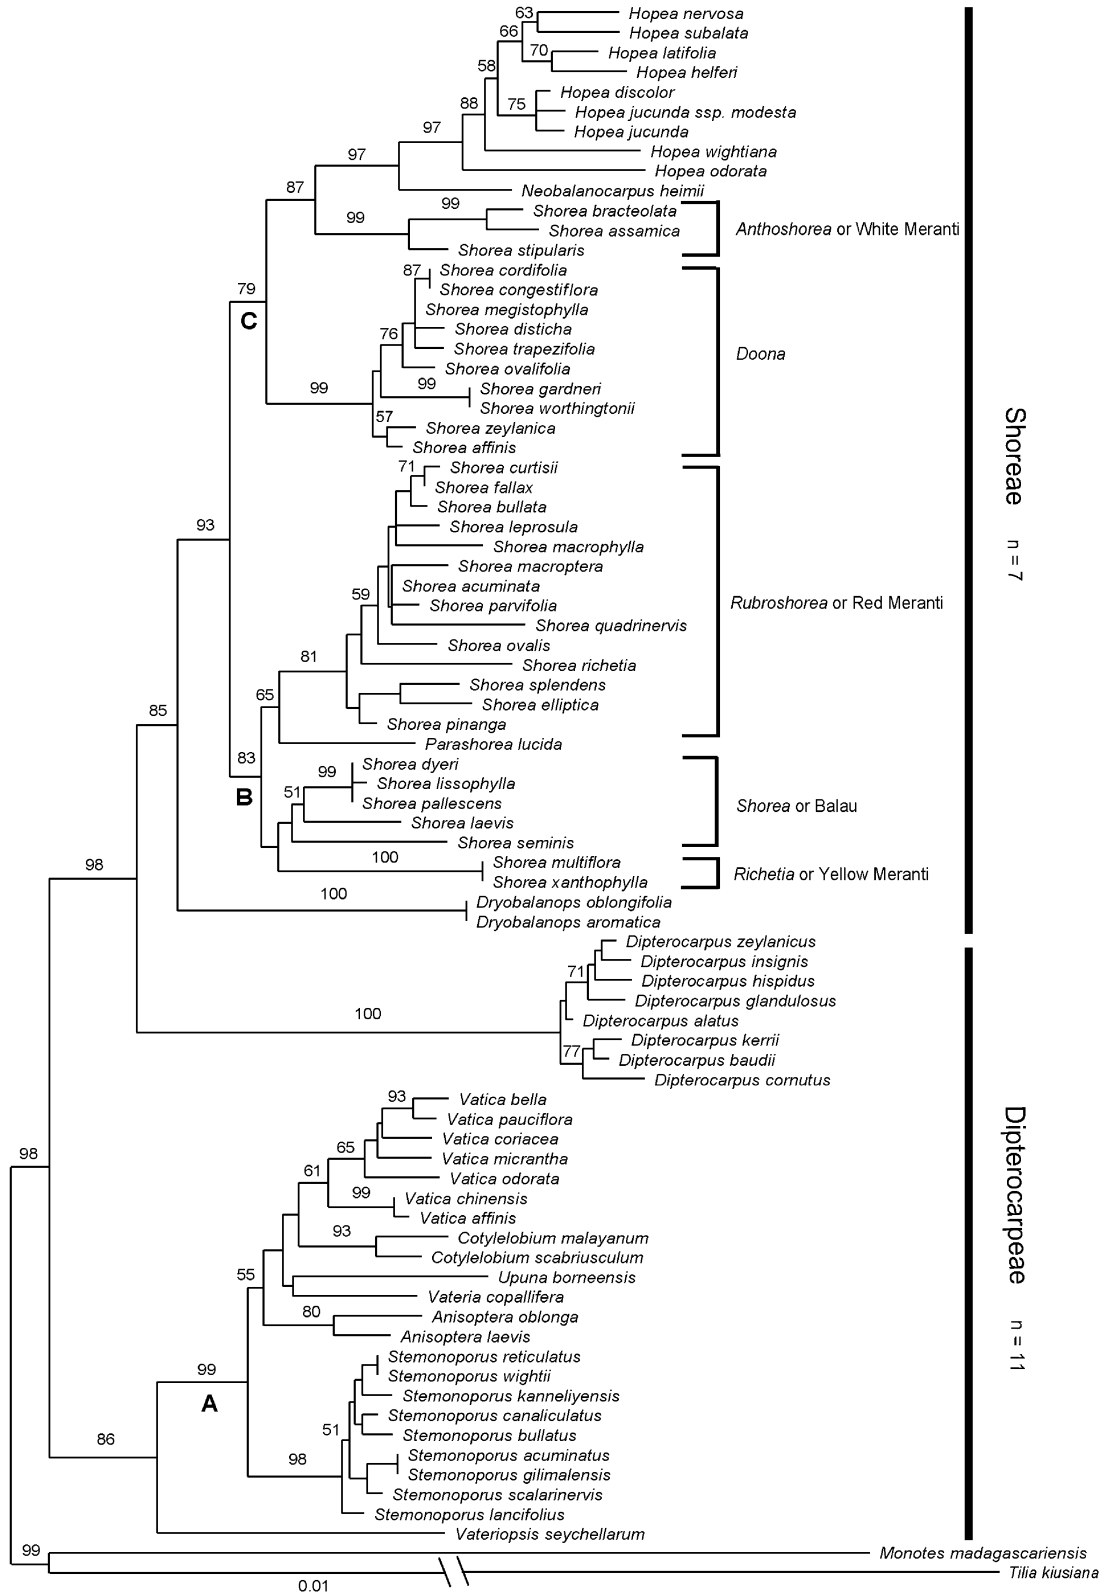 63 Hopea nervosa
66 Hopea subalata
70 Hopea latifolia
58 Hopea helferi
Hopea discolor
88 75 Hopea jucunda ssp. modesta
97 Hopea jucunda
97 Hopea wightiana
Hopea odorata
87 Neobalanocarpus heimii
99 Shorea bracteolata
99 Shorea assamica
Anthoshorea or White Meranti
Shorea stipularis
87 Shorea cordifolia
79 Shorea congestiflora
C Shorea megistophylla
76 Shorea disticha
Shorea trapezifolia
Doona
Shorea ovalifolia
99 99 Shorea gardneri
Shorea worthingtonii
57 Shorea zeylanica
Shorea affinis
71 Shorea curtisii
Shorea fallax
Shorea bullata
93 Shorea leprosula
Shorea macrophylla
Shorea macroptera
Shorea acuminata
59 Shorea parvifolia
Rubroshorea or Red Meranti
Shorea quadrinervis
Shorea ovalis
81 Shorea richetia
65 Shorea splendens
Shorea elliptica
85 Shorea pinanga
Parashorea lucida
83 Shorea dyeri
99 Shorea lissophylla
B 51 Shorea pallescens
Shorea or Balau
Shorea laevis
Shorea seminis
98 100 Shorea multiflora
Richetia or Yellow Meranti
Shorea xanthophylla
100 Dryobalanops oblongifolia
Dryobalanops aromatica
Shoreae n = 7
Dipterocarpus zeylanicus
Dipterocarpus insignis
71 Dipterocarpus hispidus
Dipterocarpus glandulosus
100 Dipterocarpus alatus
Dipterocarpus kerrii
77 Dipterocarpus baudii
Dipterocarpus cornutus
93 Vatica bella
Vatica pauciflora
Vatica coriacea
98 65 Vatica micrantha
61 Vatica odorata
99 Vatica chinensis
Vatica affinis
93 Cotylelobium malayanum
Cotylelobium scabriusculum
55 Upuna borneensis
Vateria copallifera
80 Anisoptera oblonga
Anisoptera laevis
Stemonoporus reticulatus
99 Stemonoporus wightii
A Stemonoporus kanneliyensis
Stemonoporus canaliculatus
86 51 Stemonoporus bullatus
98 Stemonoporus acuminatus
Stemonoporus gilimalensis
Stemonoporus scalarinervis
Stemonoporus lancifolius
Vateriopsis seychellarum
Dipterocarpeae n = 11
99 Monotes madagascariensis
Tilia kiusiana
0.01